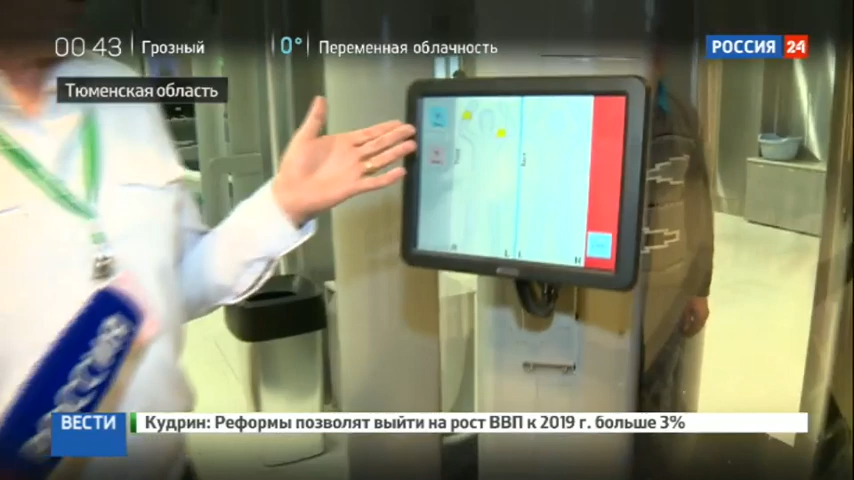 00 43 Грозный 0° Переменная облачность
РОССИЯ 24
Тюменская область
РОССИЯ
ВЕСТИ Кудрин: Реформы позволят выйти на рост ВВП к 2019 г. больше 3%